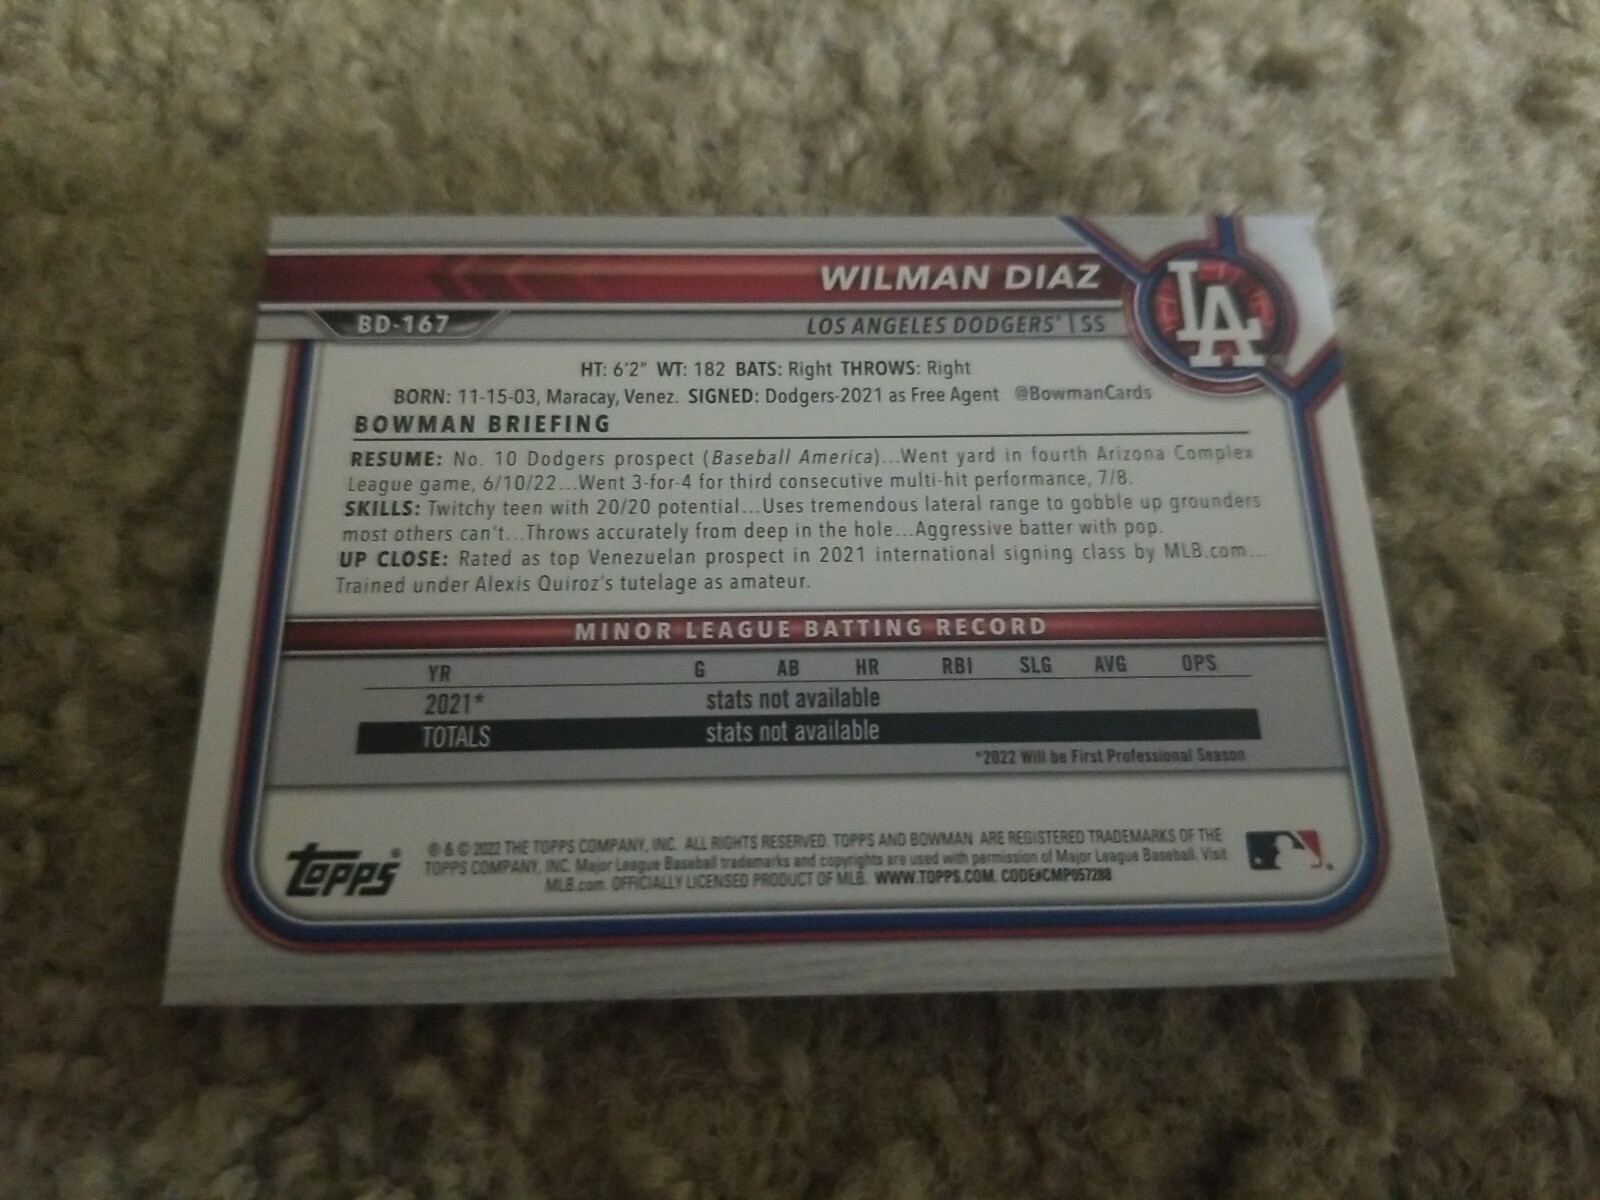 WILMAN DIAZ
BD-167
LOS ANGELES DODGERS® | SS
LA
HT: 6'2" WT: 182 BATS: Right THROWS: Right
BORN: 11-15-03, Maracay, Venez. SIGNED: Dodgers-2021 as Free Agent @BowmanCards
BOWMAN BRIEFING
RESUME: No. 10 Dodgers prospect (Baseball America)...Went yard in fourth Arizona Complex
League game, 6/10/22...Went 3-for-4 for third consecutive multi-hit performance, 7/8.
SKILLS: Twitchy teen with 20/20 potential...Uses tremendous lateral range to gobble up grounders
most others can't...Throws accurately from deep in the hole...Aggressive batter with pop.
UP CLOSE: Rated as top Venezuelan prospect in 2021 international signing class by MLB.com...
Trained under Alexis Quiroz's tutelage as amateur.
MINOR LEAGUE BATTING RECORD
YR G AB HR RBI SLG AVG OPS
2021* stats not available
TOTALS stats not available
*2022 Will be First Professional Season
Topps®
® & © 2022 THE TOPPS COMPANY, INC. ALL RIGHTS RESERVED. TOPPS AND BOWMAN ARE REGISTERED TRADEMARKS OF THE
TOPPS COMPANY, INC. Major League Baseball trademarks and copyrights are used with permission of Major League Baseball. Visit
MLB.com. OFFICIALLY LICENSED PRODUCT OF MLB. WWW.TOPPS.COM. CODE#CMP057288